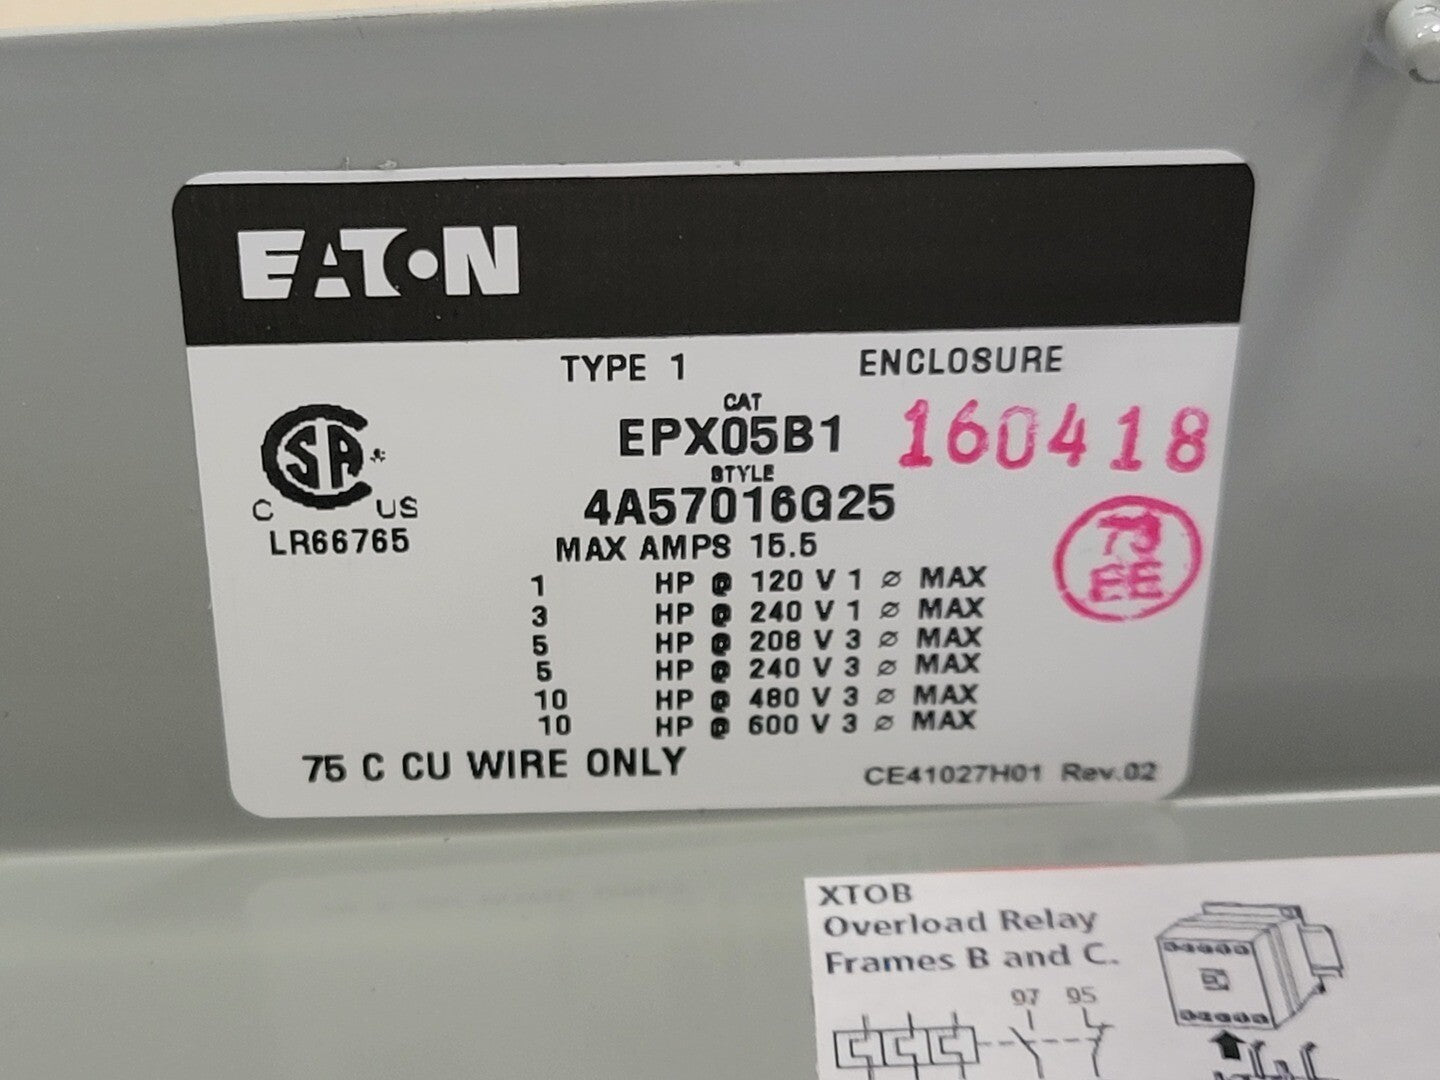 EATON
TYPE 1 ENCLOSURE
CAT
EPX05B1 160418
STYLE
4A57016G25
73
EE
CSA
C US
LR66765
MAX AMPS 15.5
1 HP @ 120 V 1 ø MAX
3 HP @ 240 V 1 ø MAX
5 HP @ 208 V 3 ø MAX
5 HP @ 240 V 3 ø MAX
10 HP @ 480 V 3 ø MAX
10 HP @ 600 V 3 ø MAX
75 C CU WIRE ONLY
CE41027H01 Rev.02
XTOB
Overload Relay
Frames B and C.
97 95